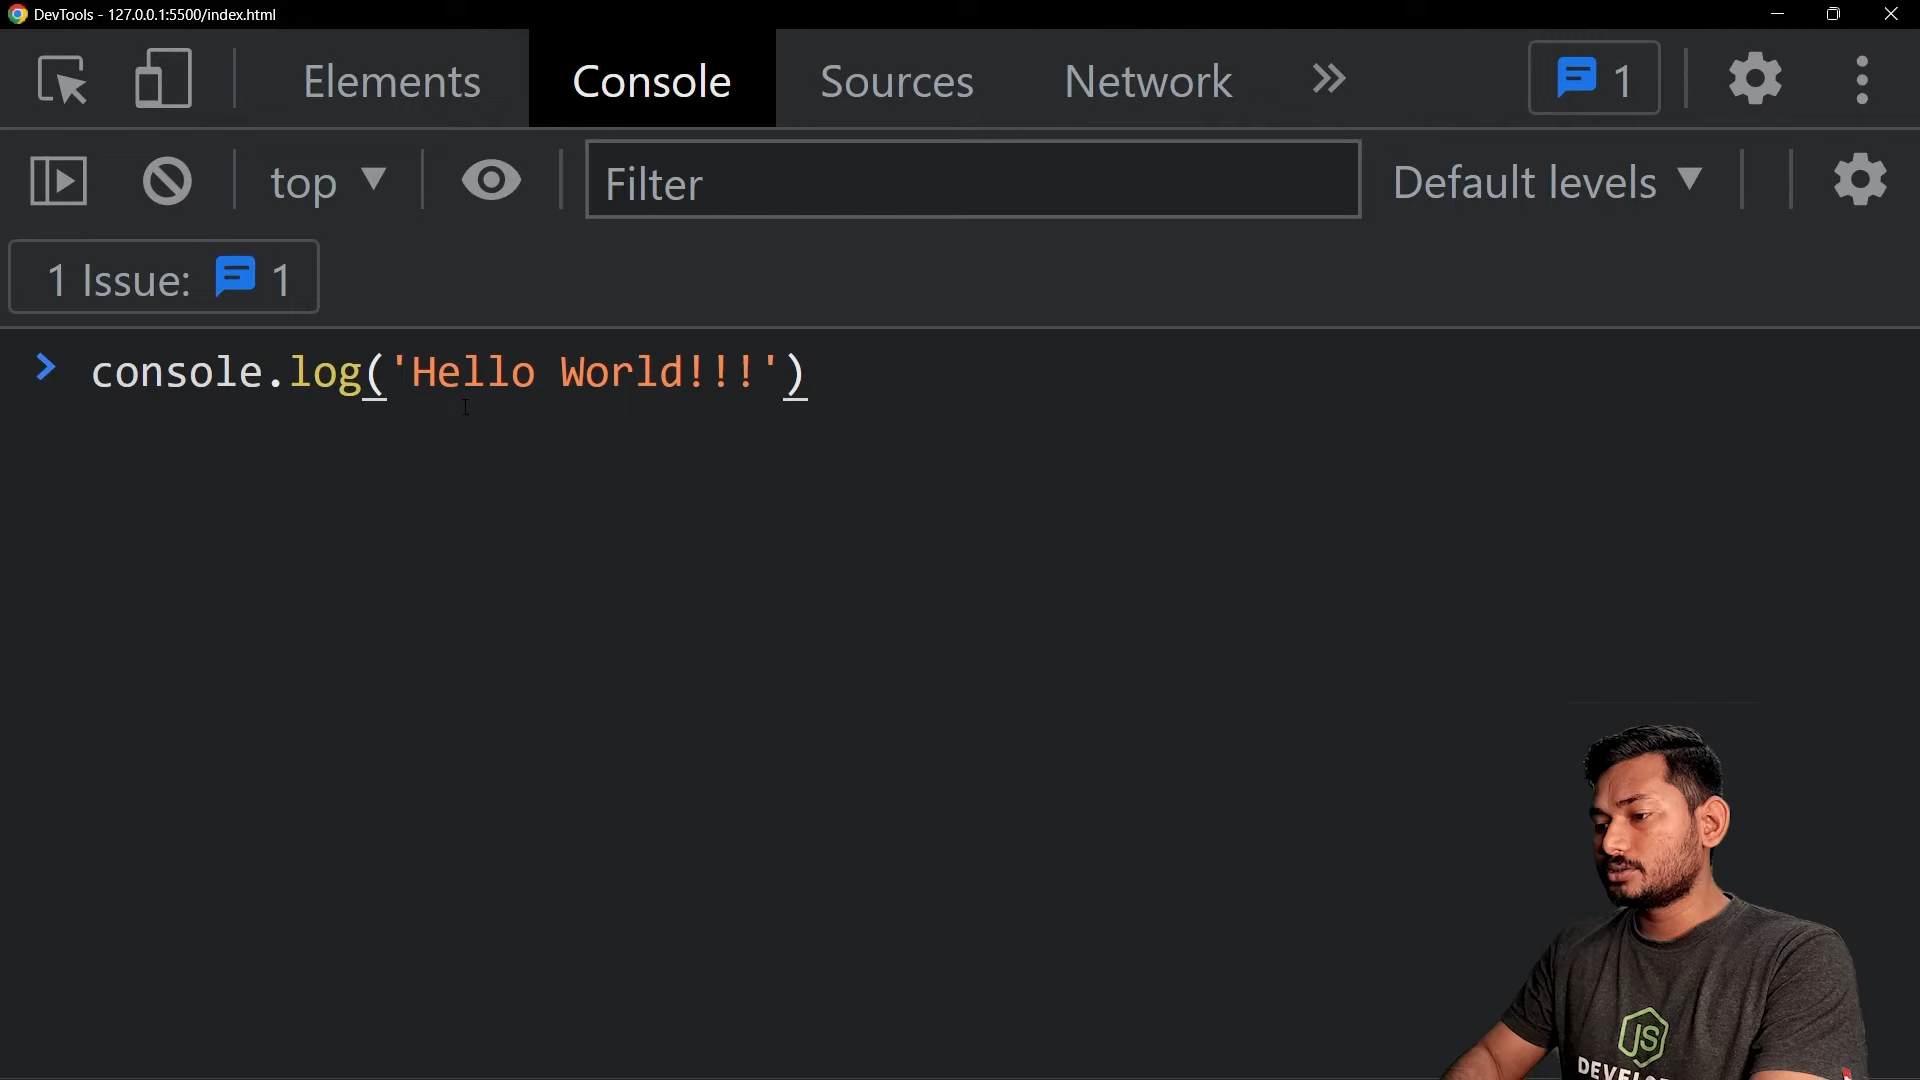 DevTools - 127.0.0.1:5500/index.html
Elements Console Sources Network 1
top Filter Default levels
1 Issue: 1
> console.log('Hello World!!!')
JS